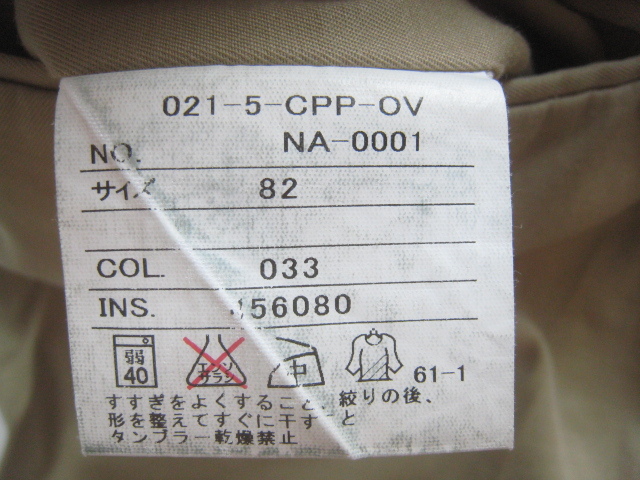 021-5-CPP-OV
NO. NA-0001
サイズ 82
COL. 033
INS. 56080
弱 40 エンソ サラシ 中 61-1
すすぎをよくすること、絞りの後、
形を整えてすぐに干すこと
タンブラー乾燥禁止